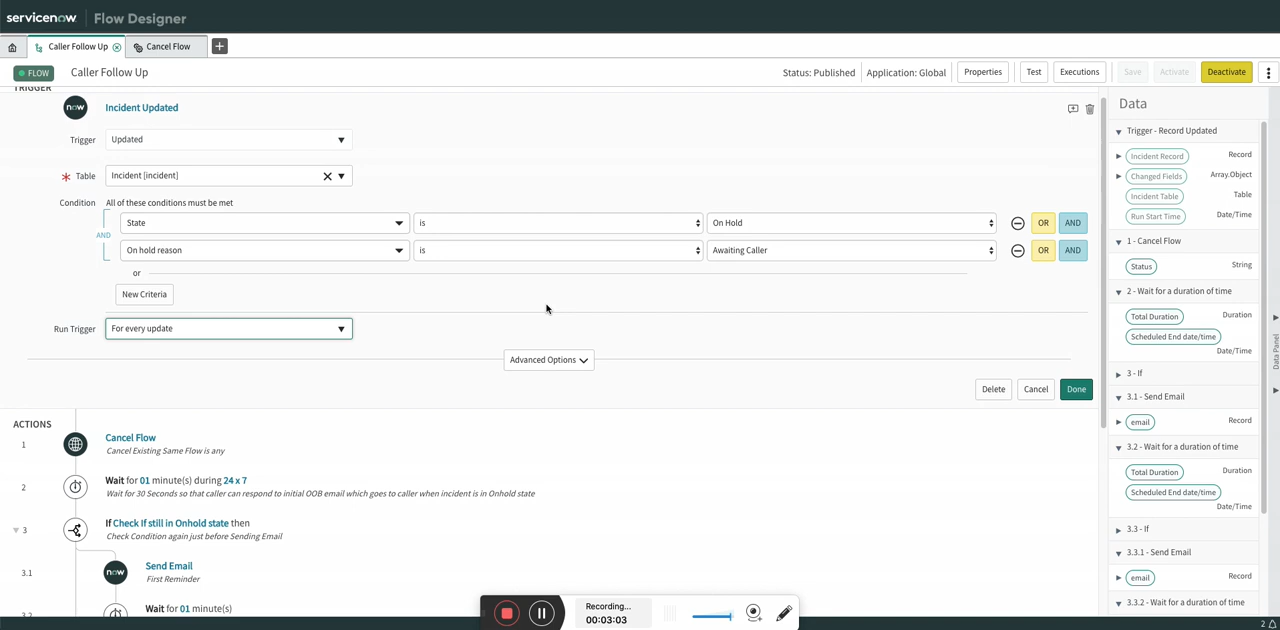 servicenow Flow Designer
Caller Follow Up Cancel Flow
FLOW Caller Follow Up Status: Published Application: Global Properties Test Executions Save Activate Deactivate
TRIGGER
now Incident Updated
Trigger Updated
Table Incident [incident]
Condition All of these conditions must be met
State is On Hold OR AND
AND
On hold reason is Awaiting Caller OR AND
or
New Criteria
Run Trigger For every update
Advanced Options
Delete Cancel Done
ACTIONS
1 Cancel Flow
Cancel Existing Same Flow is any
2 Wait for 01 minute(s) during 24 x 7
Wait for 30 Seconds so that caller can respond to initial OOB email which goes to caller when incident is in Onhold state
3 If Check If still in Onhold state then
Check Condition again just before Sending Email
3.1 now Send Email
First Reminder
3.2 Wait for 01 minute(s)
Recording...
00:03:03
Data
Trigger - Record Updated
Incident Record Record
Changed Fields Array.Object
Incident Table Table
Run Start Time Date/Time
1 - Cancel Flow
Status String
2 - Wait for a duration of time
Total Duration Duration
Scheduled End date/time
Date/Time
3 - If
3.1 - Send Email
email Record
3.2 - Wait for a duration of time
Total Duration Duration
Scheduled End date/time
Date/Time
3.3 - If
3.3.1 - Send Email
email Record
3.3.2 - Wait for a duration of time
Data Panel
2